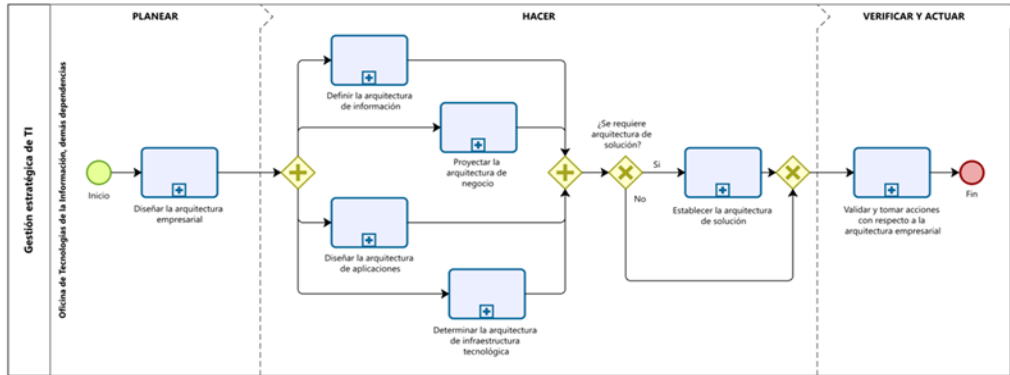 PLANEAR
HACER
VERIFICAR Y ACTUAR
Gestión estratégica de TI
Oficina de Tecnologías de la Información, demás dependencias
Inicio
Diseñar la arquitectura
empresarial
Definir la arquitectura
de información
Proyectar la
arquitectura de
negocio
Diseñar la arquitectura
de aplicaciones
Determinar la arquitectura
de infraestructura
tecnológica
¿Se requiere
arquitectura de
solución?
Si
No
Establecer la arquitectura
de solución
Validar y tomar acciones
con respecto a la
arquitectura empresarial
Fin